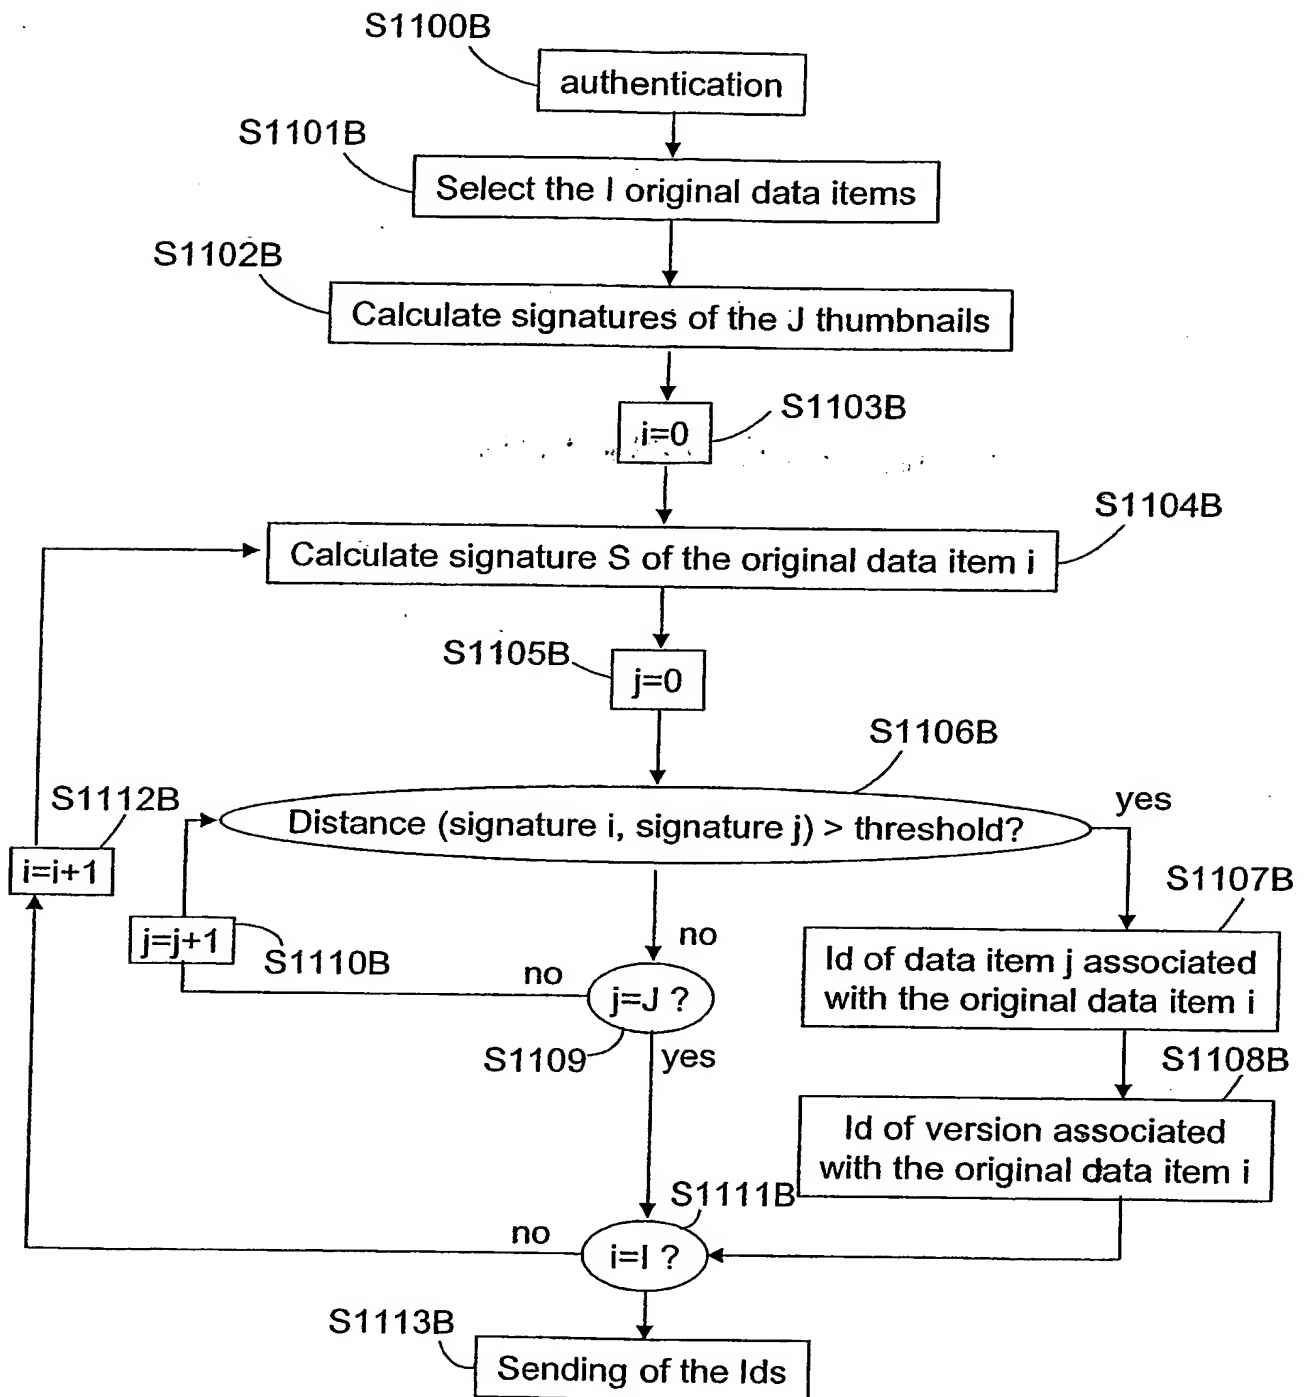 S1100B
authentication
S1101B
Select the I original data items
S1102B
Calculate signatures of the J thumbnails
S1103B
i=0
S1104B
Calculate signature S of the original data item i
S1105B
j=0
S1106B
Distance (signature i, signature j) > threshold?
yes
S1112B
i=i+1
S1107B
j=j+1
S1110B
no
no
Id of data item j associated
with the original data item i
j=J ?
S1109
yes
S1108B
Id of version associated
with the original data item i
S1111B
no
i=I ?
S1113B
Sending of the Ids